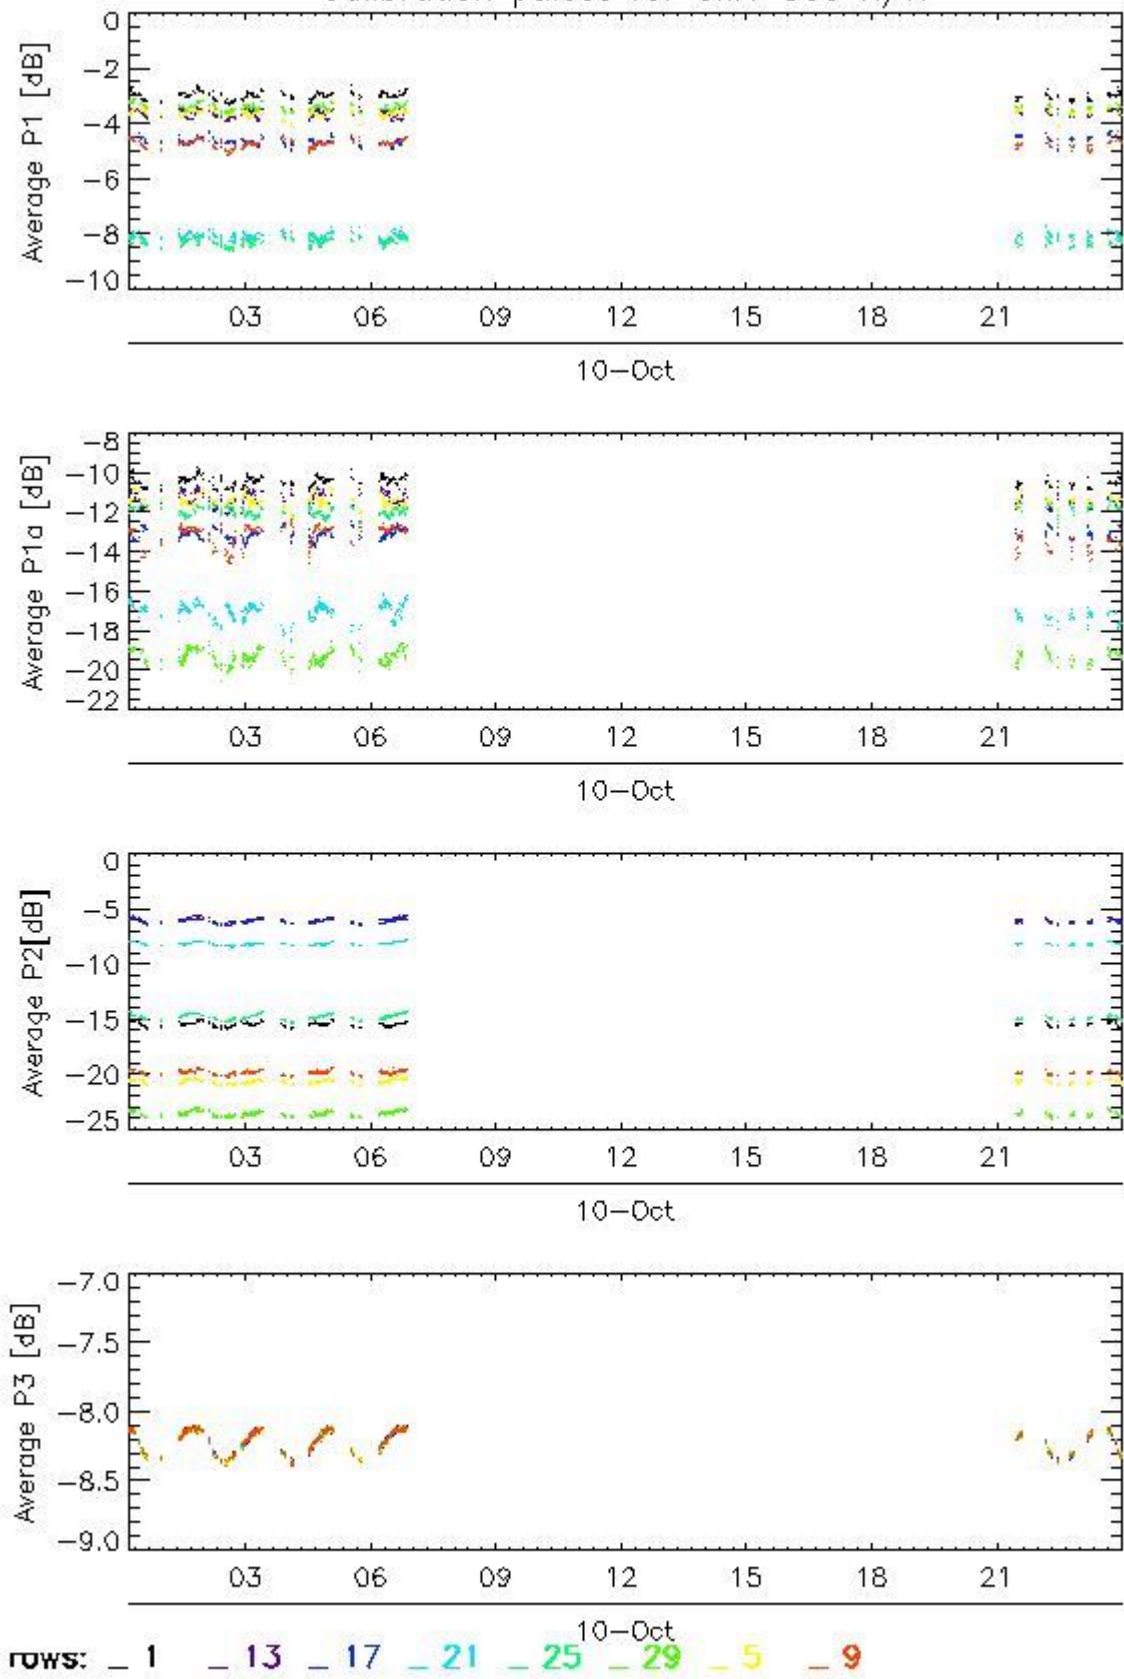 0
−2
−4
−6
−8
−10
Average P1 [dB]
03 06 09 12 15 18 21
10−Oct
−8
−10
−12
−14
−16
−18
−20
−22
Average P1a [dB]
03 06 09 12 15 18 21
10−Oct
0
−5
−10
−15
−20
−25
Average P2[dB]
03 06 09 12 15 18 21
10−Oct
−7.0
−7.5
−8.0
−8.5
−9.0
Average P3 [dB]
03 06 09 12 15 18 21
10−Oct
rows: _ 1 _ 13 _ 17 _ 21 _ 25 _ 29 _ 5 _ 9